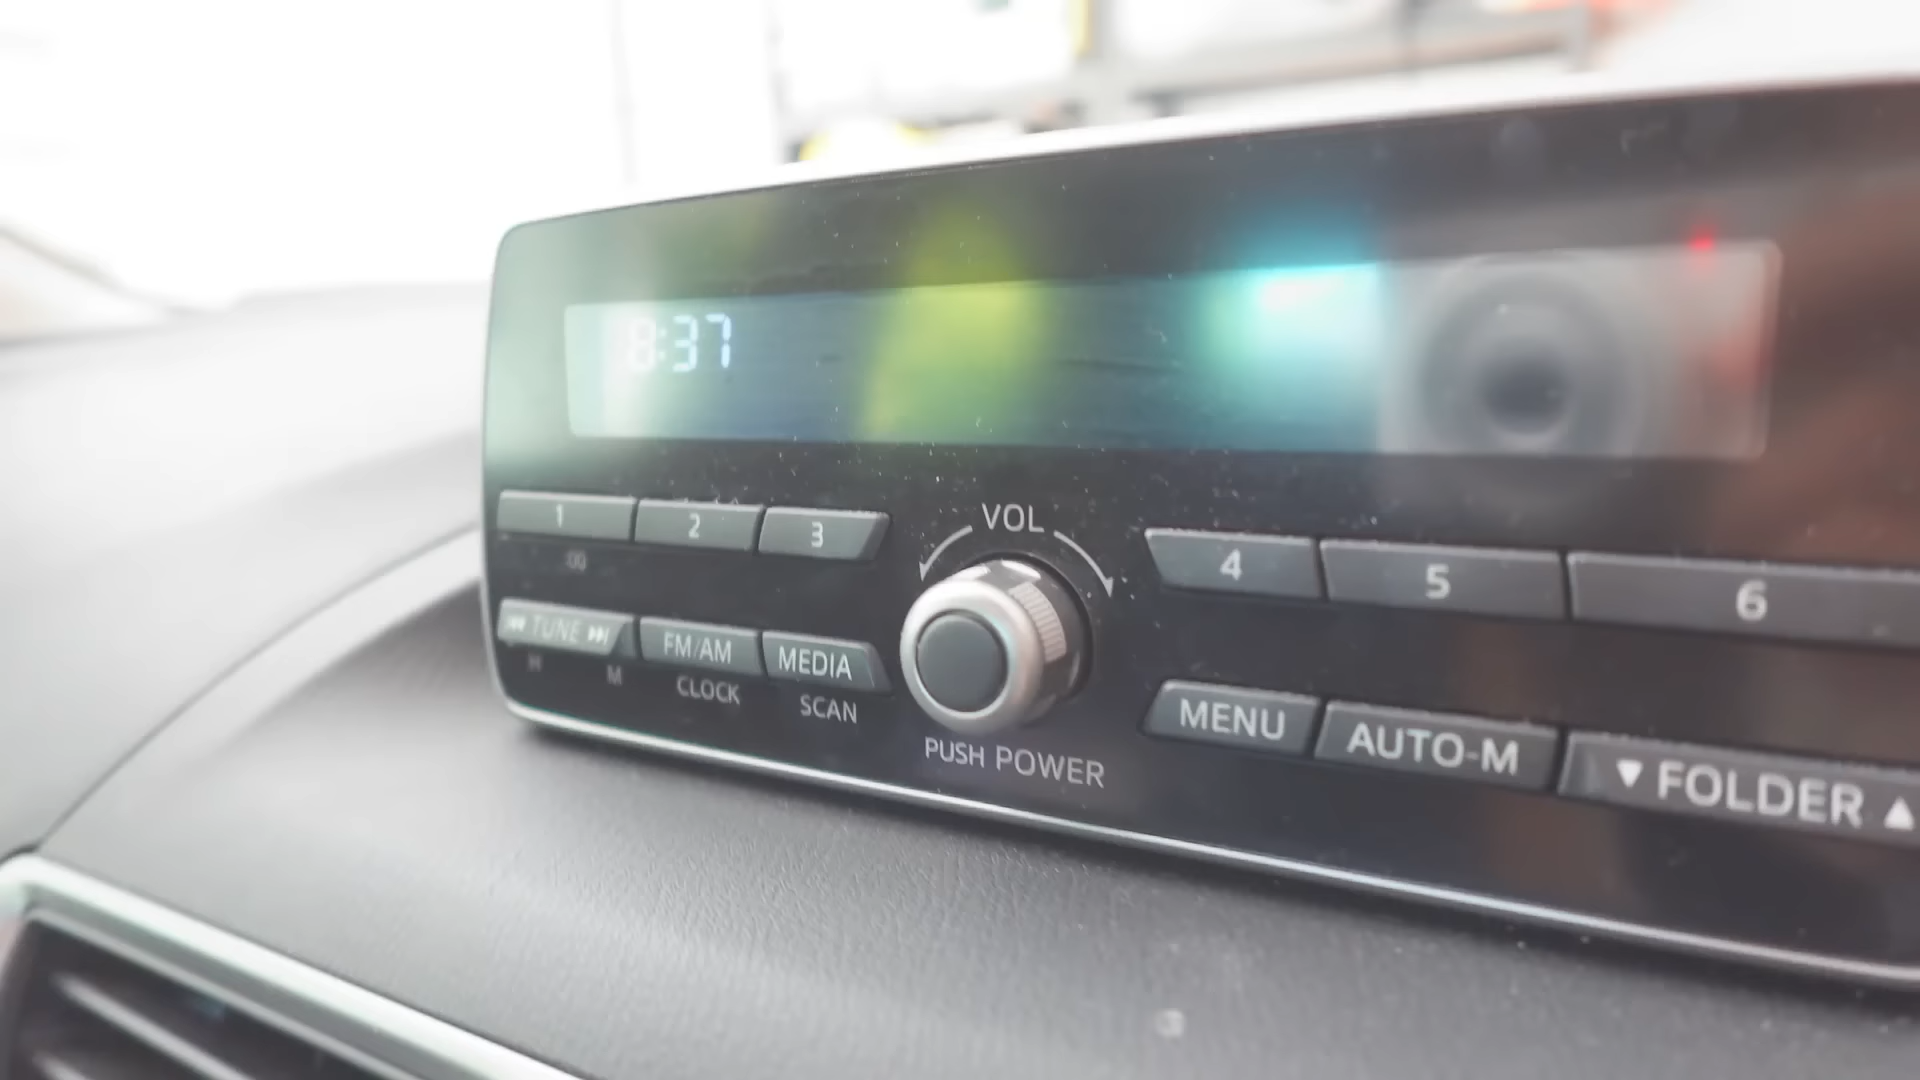 8:37
1 2 3
:00
VOL
4 5 6
⏮ TUNE ⏭ FM/AM MEDIA
H M CLOCK SCAN
PUSH POWER
MENU AUTO-M ▼ FOLDER ▲